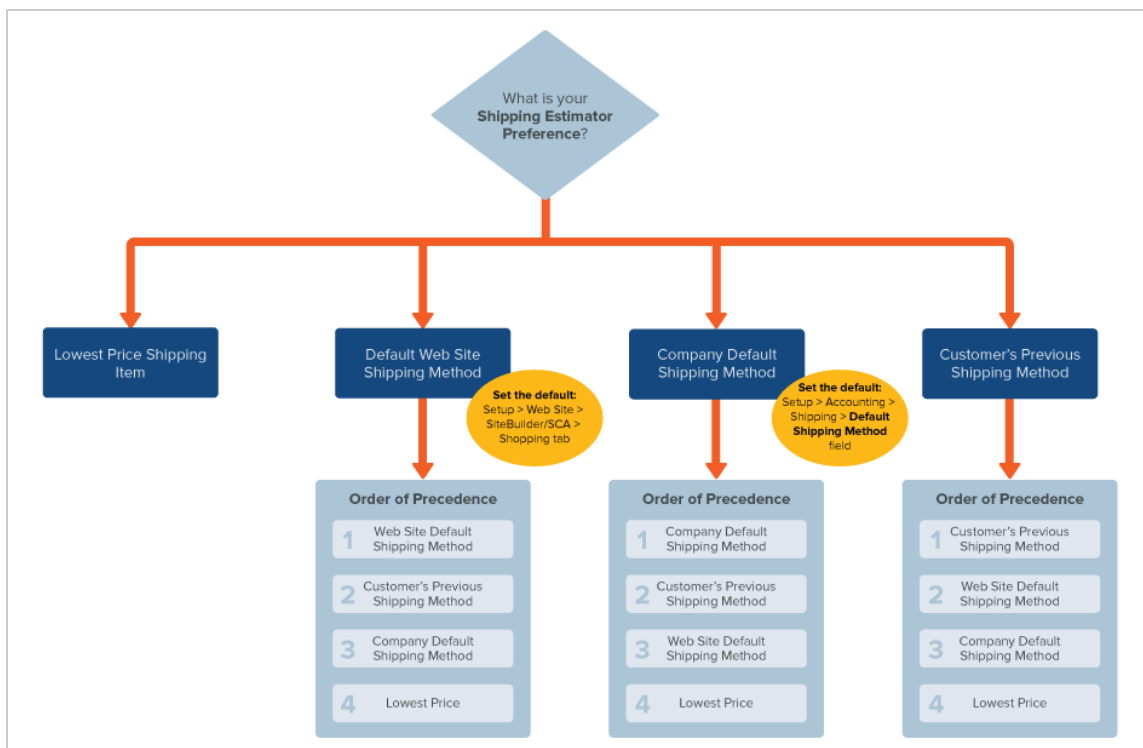 What is your
Shipping Estimator
Preference?
Lowest Price Shipping
Item
Default Web Site
Shipping Method
Company Default
Shipping Method
Customer's Previous
Shipping Method
Set the default:
Setup > Web Site >
SiteBuilder/SCA >
Shopping tab
Set the default:
Setup > Accounting >
Shipping > Default
Shipping Method
field
Order of Precedence
1 Web Site Default
Shipping Method
2 Customer's Previous
Shipping Method
3 Company Default
Shipping Method
4 Lowest Price
Order of Precedence
1 Company Default
Shipping Method
2 Customer's Previous
Shipping Method
3 Web Site Default
Shipping Method
4 Lowest Price
Order of Precedence
1 Customer's Previous
Shipping Method
2 Web Site Default
Shipping Method
3 Company Default
Shipping Method
4 Lowest Price